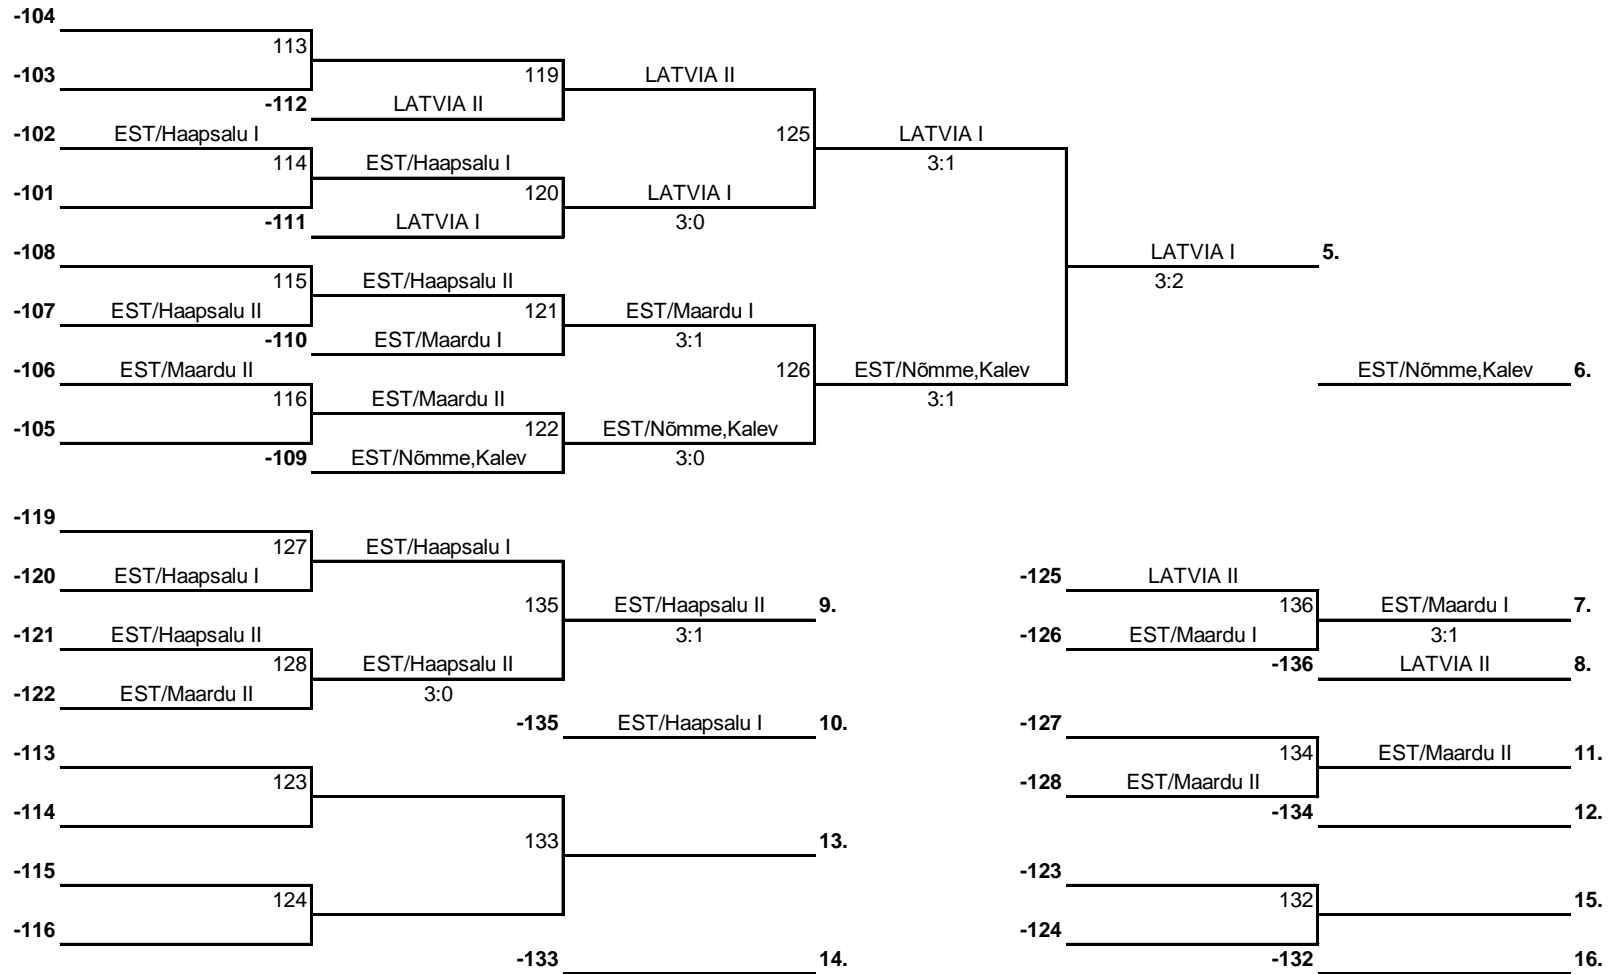 -104
113
-103
119 LATVIA II
-112 LATVIA II
-102 EST/Haapsalu I 125 LATVIA I
114 EST/Haapsalu I 3:1
-101 120 LATVIA I
-111 LATVIA I 3:0
-108 LATVIA I 5.
115 EST/Haapsalu II 3:2
-107 EST/Haapsalu II 121 EST/Maardu I
-110 EST/Maardu I 3:1
-106 EST/Maardu II 126 EST/Nõmme,Kalev EST/Nõmme,Kalev 6.
116 EST/Maardu II 3:1
-105 122 EST/Nõmme,Kalev
-109 EST/Nõmme,Kalev 3:0
-119
127 EST/Haapsalu I
-120 EST/Haapsalu I -125 LATVIA II
135 EST/Haapsalu II 9. 136 EST/Maardu I 7.
-121 EST/Haapsalu II 3:1 -126 EST/Maardu I 3:1
128 EST/Haapsalu II -136 LATVIA II 8.
-122 EST/Maardu II 3:0
-135 EST/Haapsalu I 10. -127
-113 134 EST/Maardu II 11.
123 -128 EST/Maardu II
-114 -134 12.
133 13.
-115 -123
124 132 15.
-116 -124
-133 14. -132 16.